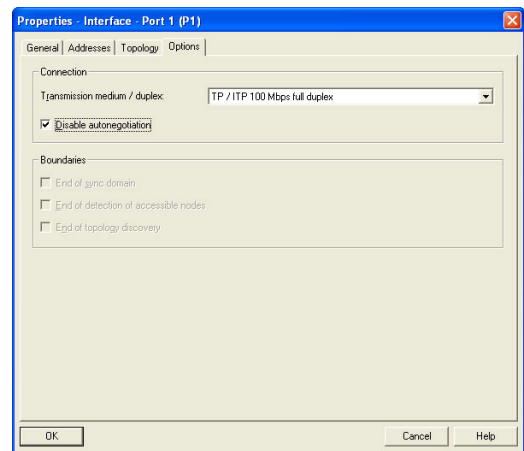 Properties - Interface - Port 1 (P1)
General Addresses Topology Options
Connection
Transmission medium / duplex: TP / ITP 100 Mbps full duplex
Disable autonegotiation
Boundaries
End of sync domain
End of detection of accessible nodes
End of topology discovery
OK Cancel Help